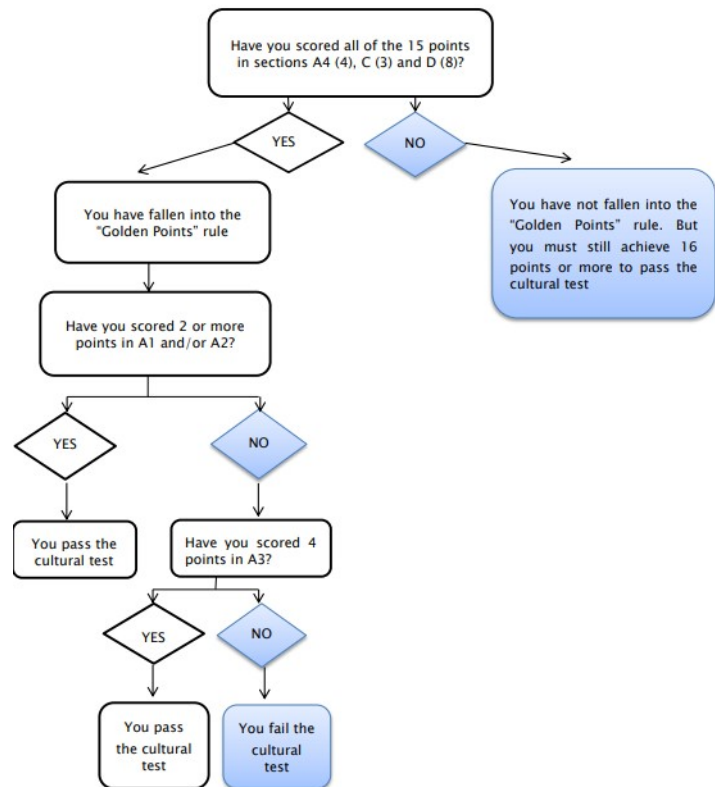 Have you scored all of the 15 points
in sections A4 (4), C (3) and D (8)?
YES
NO
You have fallen into the
“Golden Points” rule
You have not fallen into the
“Golden Points” rule. But
you must still achieve 16
points or more to pass the
cultural test
Have you scored 2 or more
points in A1 and/or A2?
YES
NO
You pass the
cultural test
Have you scored 4
points in A3?
YES
NO
You pass
the cultural
test
You fail the
cultural
test